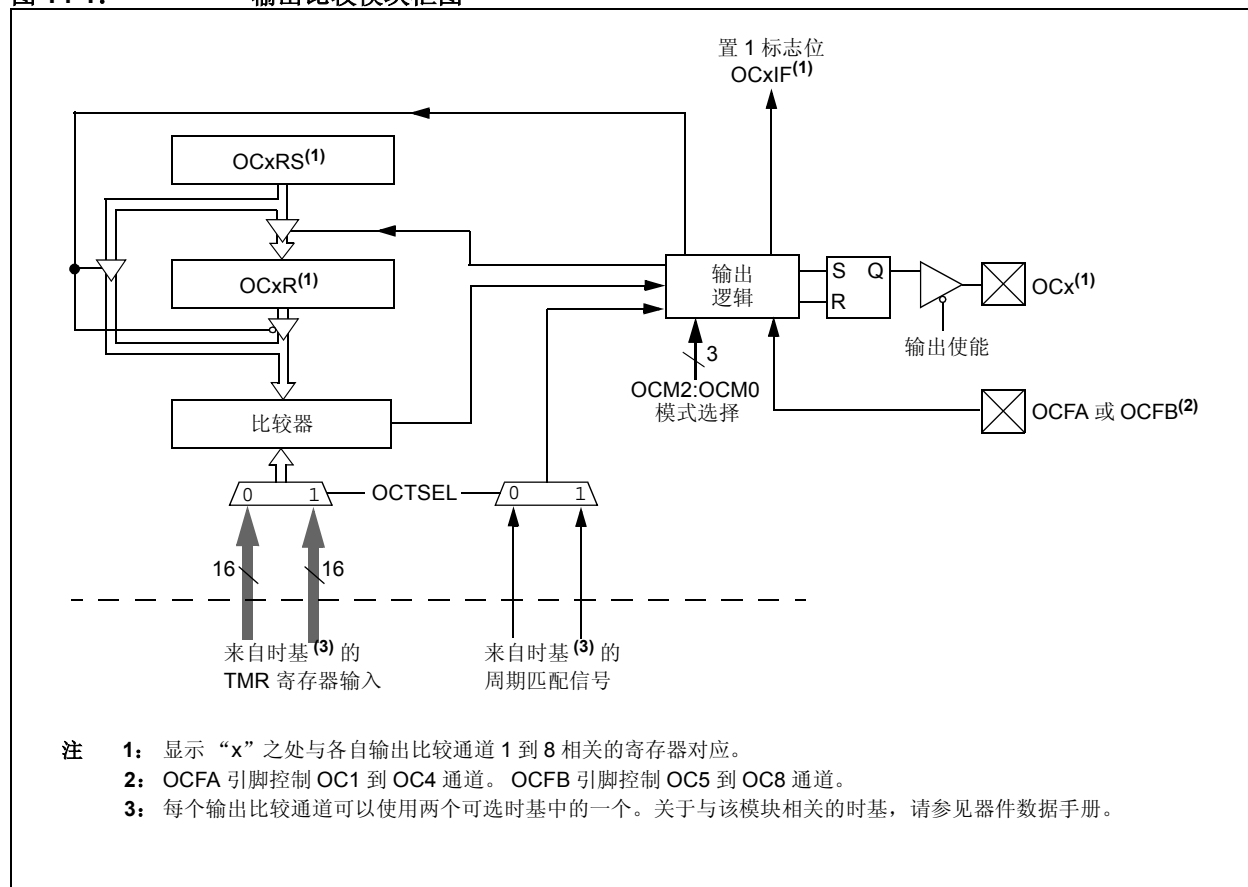 置 1 标志位
OCxIF(1)
OCxRS(1)
OCxR(1)
输出
逻辑
S Q
R
OCx(1)
输出使能
3
OCM2:OCM0
模式选择
OCFA 或 OCFB(2)
比较器
0 1
OCTSEL
0 1
16
16
来自时基(3) 的
TMR 寄存器输入
来自时基(3) 的
周期匹配信号
注 1： 显示 “x”之处与各自输出比较通道 1 到 8 相关的寄存器对应。
2： OCFA 引脚控制 OC1 到 OC4 通道。 OCFB 引脚控制 OC5 到 OC8 通道。
3： 每个输出比较通道可以使用两个可选时基中的一个。关于与该模块相关的时基，请参见器件数据手册。